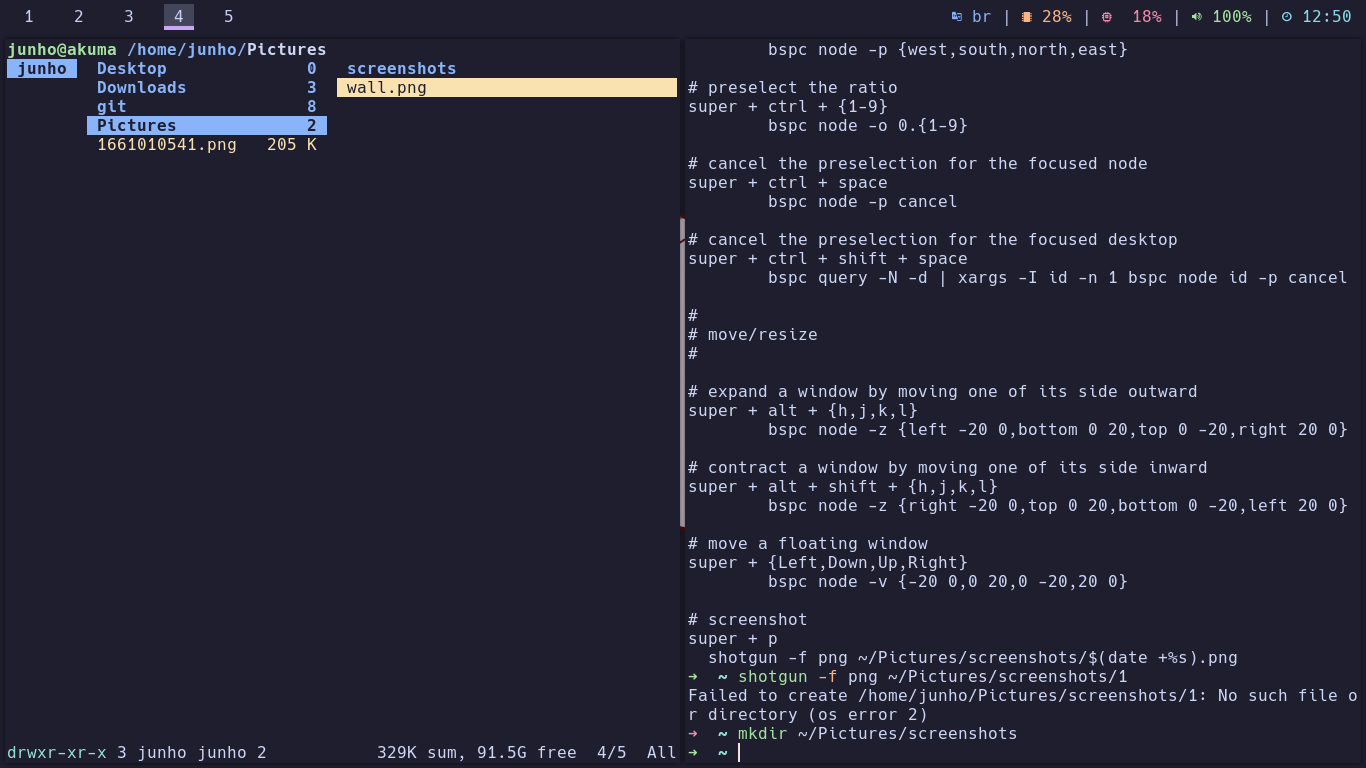 1 2 3 4 5 br | 28% | 18% | 100% | 12:50
junho@akuma /home/junho/Pictures
junho Desktop 0 screenshots
Downloads 3 wall.png
git 8
Pictures 2
1661010541.png 205 K
drwxr-xr-x 3 junho junho 2 329K sum, 91.5G free 4/5 All
bspc node -p {west,south,north,east}
# preselect the ratio
super + ctrl + {1-9}
bspc node -o 0.{1-9}
# cancel the preselection for the focused node
super + ctrl + space
bspc node -p cancel
# cancel the preselection for the focused desktop
super + ctrl + shift + space
bspc query -N -d | xargs -I id -n 1 bspc node id -p cancel
#
# move/resize
#
# expand a window by moving one of its side outward
super + alt + {h,j,k,l}
bspc node -z {left -20 0,bottom 0 20,top 0 -20,right 20 0}
# contract a window by moving one of its side inward
super + alt + shift + {h,j,k,l}
bspc node -z {right -20 0,top 0 20,bottom 0 -20,left 20 0}
# move a floating window
super + {Left,Down,Up,Right}
bspc node -v {-20 0,0 20,0 -20,20 0}
# screenshot
super + p
shotgun -f png ~/Pictures/screenshots/$(date +%s).png
➜ ~ shotgun -f png ~/Pictures/screenshots/1
Failed to create /home/junho/Pictures/screenshots/1: No such file o
r directory (os error 2)
➜ ~ mkdir ~/Pictures/screenshots
➜ ~